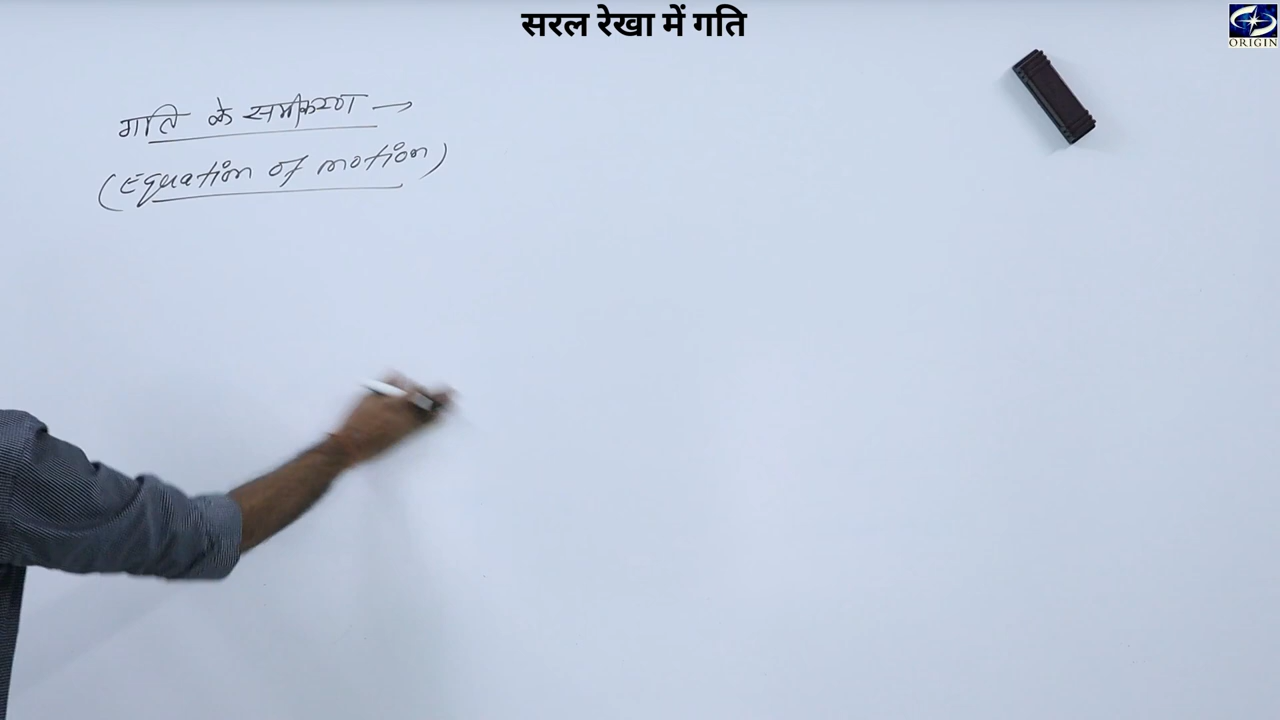 सरल रेखा में गति
ORIGIN
गति के समीकरण →
(Equation of motion)